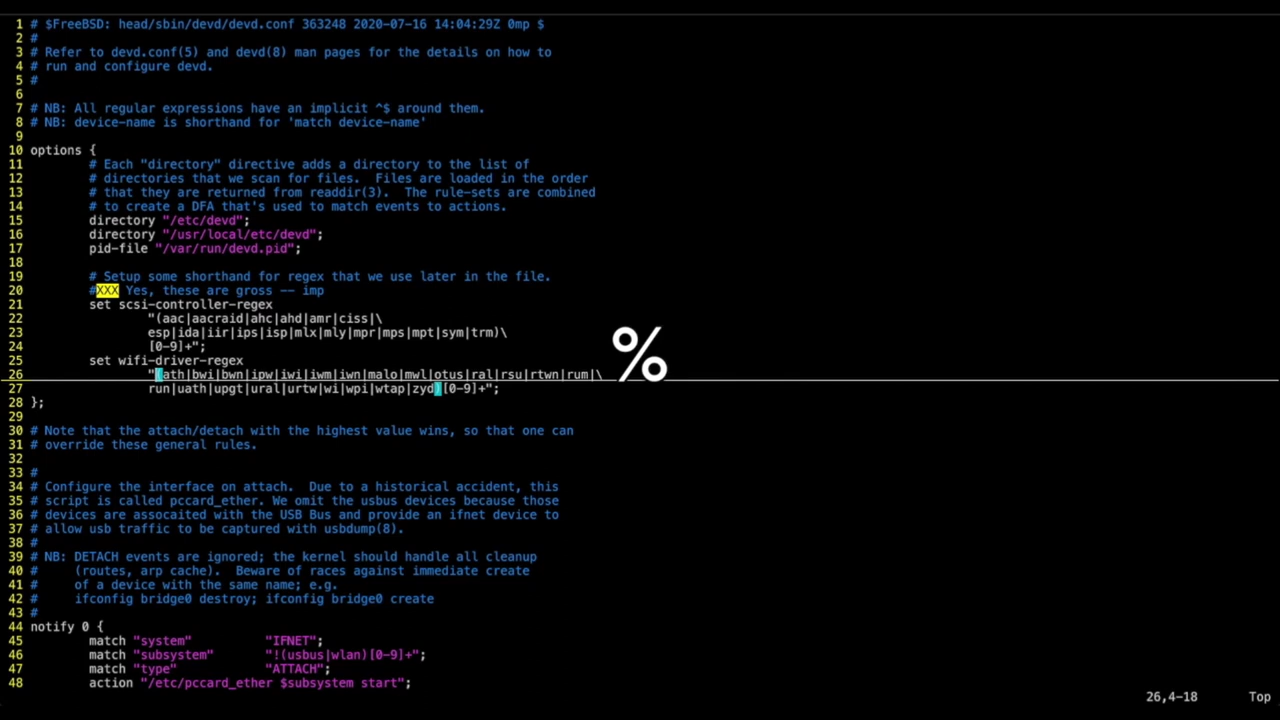 1 # $FreeBSD: head/sbin/devd/devd.conf 363248 2020-07-16 14:04:29Z 0mp $
2 #
3 # Refer to devd.conf(5) and devd(8) man pages for the details on how to
4 # run and configure devd.
5 #
6
7 # NB: All regular expressions have an implicit ^$ around them.
8 # NB: device-name is shorthand for 'match device-name'
9
10 options {
11         # Each "directory" directive adds a directory to the list of
12         # directories that we scan for files.  Files are loaded in the order
13         # that they are returned from readdir(3).  The rule-sets are combined
14         # to create a DFA that's used to match events to actions.
15         directory "/etc/devd";
16         directory "/usr/local/etc/devd";
17         pid-file "/var/run/devd.pid";
18
19         # Setup some shorthand for regex that we use later in the file.
20         #XXX Yes, these are gross -- imp
21         set scsi-controller-regex
22                 "(aac|aacraid|ahc|ahd|amr|ciss|\
23                 esp|ida|iir|ips|isp|mlx|mly|mpr|mps|mpt|sym|trm)\
24                 [0-9]+";
25         set wifi-driver-regex
26                 "(ath|bwi|bwn|ipw|iwi|iwm|iwn|malo|mwl|otus|ral|rsu|rtwn|rum|\
27                 run|uath|upgt|ural|urtw|wi|wpi|wtap|zyd)[0-9]+";
28 };
29
30 # Note that the attach/detach with the highest value wins, so that one can
31 # override these general rules.
32
33 #
34 # Configure the interface on attach.  Due to a historical accident, this
35 # script is called pccard_ether. We omit the usbus devices because those
36 # devices are assocaited with the USB Bus and provide an ifnet device to
37 # allow usb traffic to be captured with usbdump(8).
38 #
39 # NB: DETACH events are ignored; the kernel should handle all cleanup
40 #     (routes, arp cache).  Beware of races against immediate create
41 #     of a device with the same name; e.g.
42 #     ifconfig bridge0 destroy; ifconfig bridge0 create
43 #
44 notify 0 {
45         match "system"          "IFNET";
46         match "subsystem"       "!(usbus|wlan)[0-9]+";
47         match "type"            "ATTACH";
48         action "/etc/pccard_ether $subsystem start";
%
26,4-18        Top